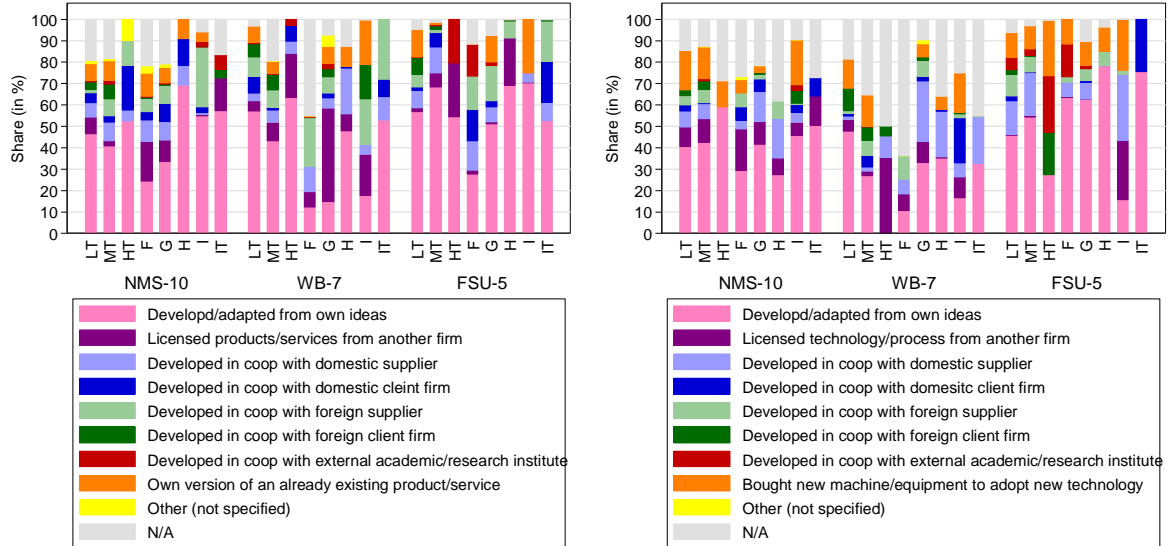 Share (in %)
100
90
80
70
60
50
40
30
20
10
0
LT MT HT F G H I IT LT MT HT F G H I IT LT MT HT F G H I IT
NMS-10 WB-7 FSU-5
Developd/adapted from own ideas
Licensed products/services from another firm
Developed in coop with domestic supplier
Developed in coop with domestic cleint firm
Developed in coop with foreign supplier
Developed in coop with foreign client firm
Developed in coop with external academic/research institute
Own version of an already existing product/service
Other (not specified)
N/A
Share (in %)
100
90
80
70
60
50
40
30
20
10
0
LT MT HT F G H I IT LT MT HT F G H I IT LT MT HT F G H I IT
NMS-10 WB-7 FSU-5
Developd/adapted from own ideas
Licensed technology/process from another firm
Developed in coop with domestic supplier
Developed in coop with domesitc client firm
Developed in coop with foreign supplier
Developed in coop with foreign client firm
Developed in coop with external academic/research institute
Bought new machine/equipment to adopt new technology
Other (not specified)
N/A